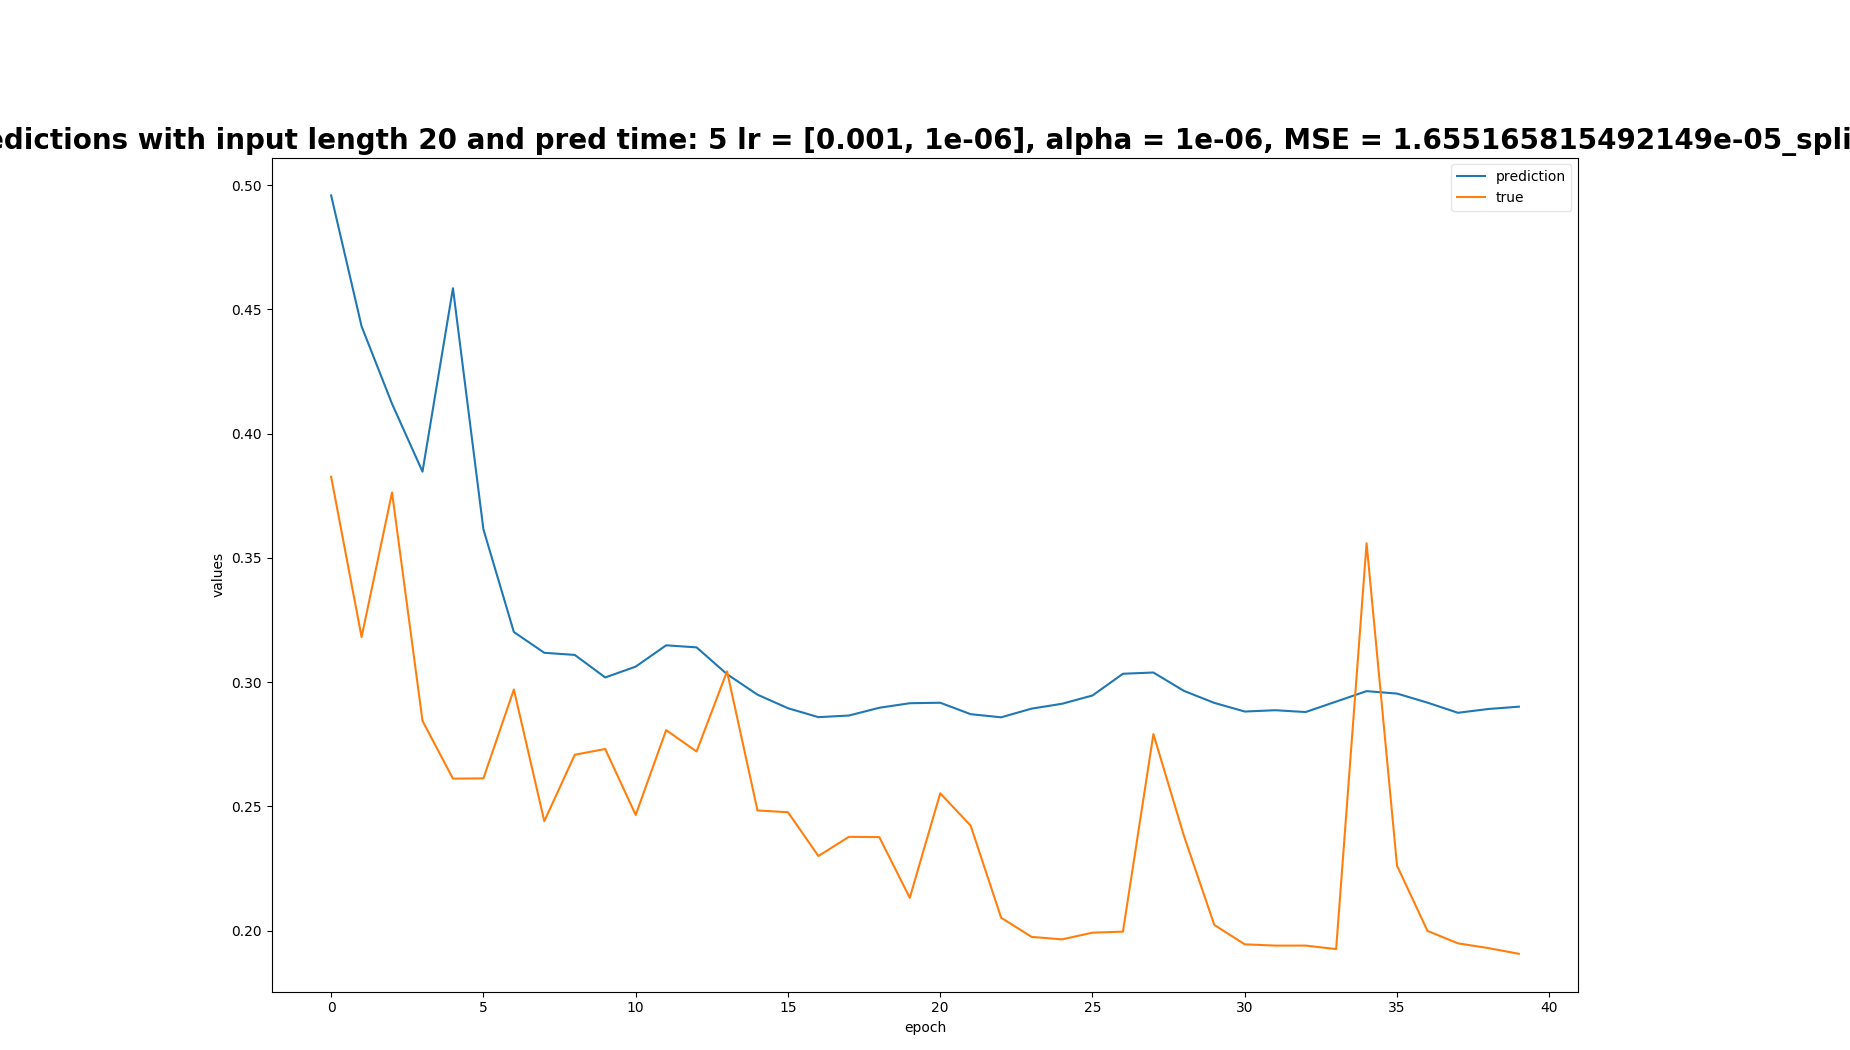 edictions with input length 20 and pred time: 5 lr = [0.001, 1e-06], alpha = 1e-06, MSE = 1.655165815492149e-05_spli
prediction
true
0.50
0.45
0.40
0.35
0.30
0.25
0.20
values
0 5 10 15 20 25 30 35 40
epoch